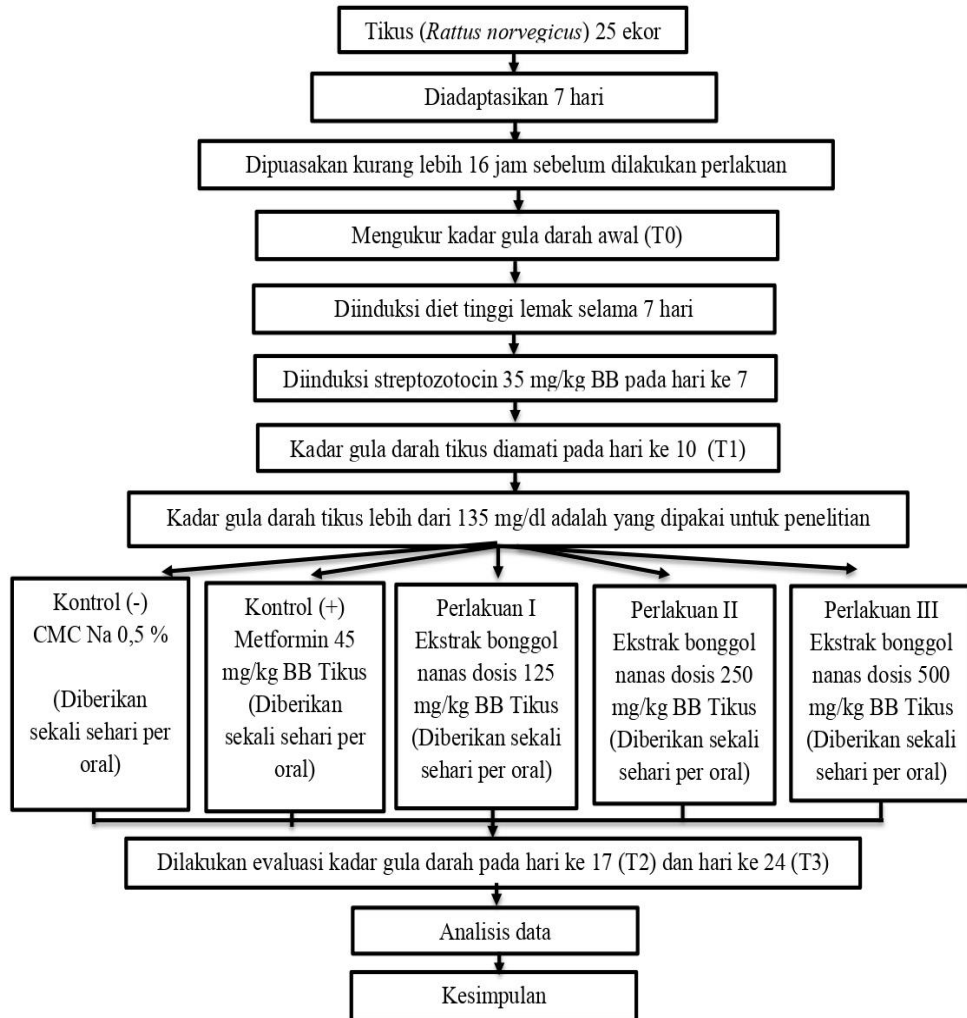 Tikus (Rattus norvegicus) 25 ekor
Diadaptasikan 7 hari
Dipuasakan kurang lebih 16 jam sebelum dilakukan perlakuan
Mengukur kadar gula darah awal (T0)
Diinduksi diet tinggi lemak selama 7 hari
Diinduksi streptozotocin 35 mg/kg BB pada hari ke 7
Kadar gula darah tikus diamati pada hari ke 10 (T1)
Kadar gula darah tikus lebih dari 135 mg/dl adalah yang dipakai untuk penelitian
Kontrol (-)
CMC Na 0,5 %
(Diberikan
sekali sehari per
oral)
Kontrol (+)
Metformin 45
mg/kg BB Tikus
(Diberikan
sekali sehari per
oral)
Perlakuan I
Ekstrak bonggol
nanas dosis 125
mg/kg BB Tikus
(Diberikan sekali
sehari per oral)
Perlakuan II
Ekstrak bonggol
nanas dosis 250
mg/kg BB Tikus
(Diberikan sekali
sehari per oral)
Perlakuan III
Ekstrak bonggol
nanas dosis 500
mg/kg BB Tikus
(Diberikan sekali
sehari per oral)
Dilakukan evaluasi kadar gula darah pada hari ke 17 (T2) dan hari ke 24 (T3)
Analisis data
Kesimpulan